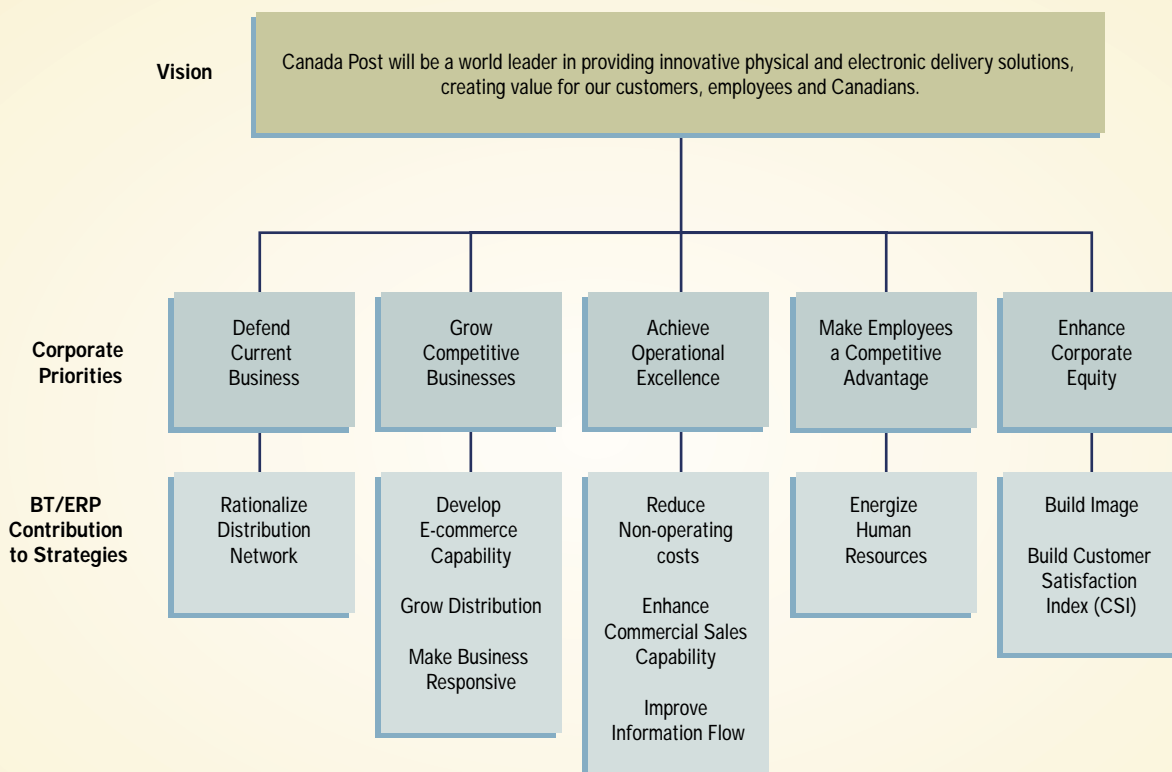 Vision
Canada Post will be a world leader in providing innovative physical and electronic delivery solutions,
creating value for our customers, employees and Canadians.
Corporate
Priorities
Defend
Current
Business
Grow
Competitive
Businesses
Achieve
Operational
Excellence
Make Employees
a Competitive
Advantage
Enhance
Corporate
Equity
BT/ERP
Contribution
to Strategies
Rationalize
Distribution
Network
Develop
E-commerce
Capability
Grow Distribution
Make Business
Responsive
Reduce
Non-operating
costs
Enhance
Commercial Sales
Capability
Improve
Information Flow
Energize
Human
Resources
Build Image
Build Customer
Satisfaction
Index (CSI)